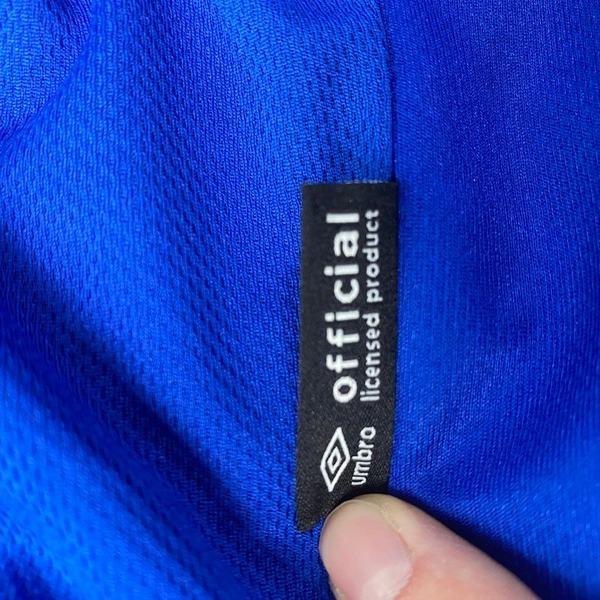 umbro
official
licensed product